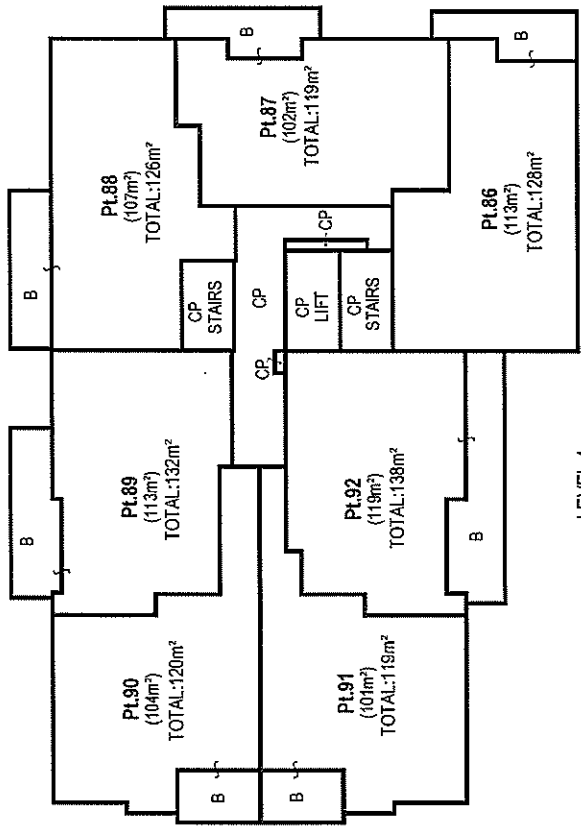 B
Pt.88
(107m²)
TOTAL:126m²
Pt.87
(102m²)
TOTAL:119m²
B
Pt.86
(113m²)
TOTAL:128m²
B
CP
STAIRS
CP
CP
CP
LIFT
CP
STAIRS
CP
B
Pt.89
(113m²)
TOTAL:132m²
Pt.92
(119m²)
TOTAL:138m²
B
Pt.90
(104m²)
TOTAL:120m²
B
Pt.91
(101m²)
TOTAL:119m²
B